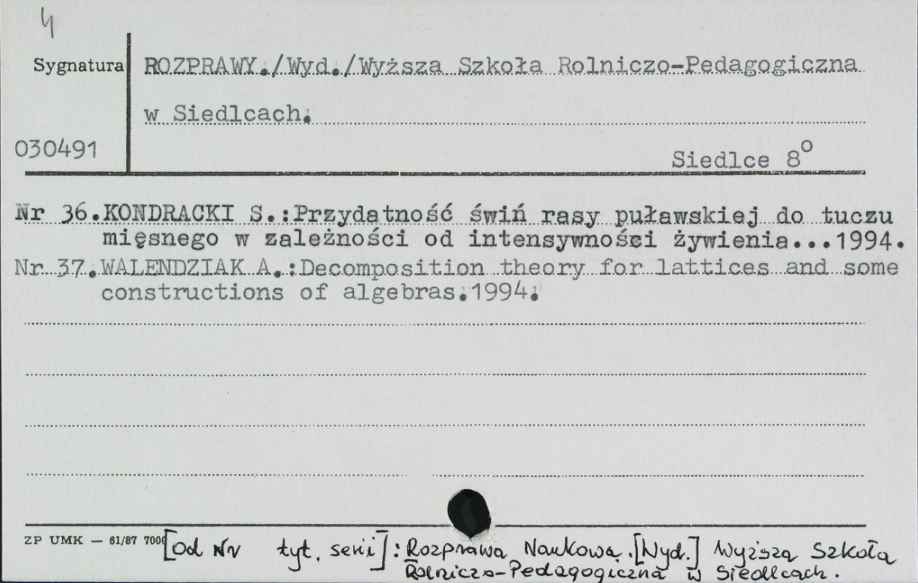 4
Sygnatura ROZPRAWY./Wyd./Wyższa Szkoła Rolniczo-Pedagogiczna
w Siedlcach.
030491
Siedlce 8º
Nr 36.KONDRACKI S.:Przydatność świń rasy puławskiej do tuczu
mięsnego w zależności od intensywności żywienia...1994.
Nr 37.WALENDZIAK A.:Decomposition theory for lattices and some
constructions of algebras.1994.
ZP UMK — 81/87 7000 [Od Nr tyt. serii]: Rozprawa Naukowa. [Wyd.] Wyższa Szkoła
Rolniczo-Pedagogiczna w Siedlcach.